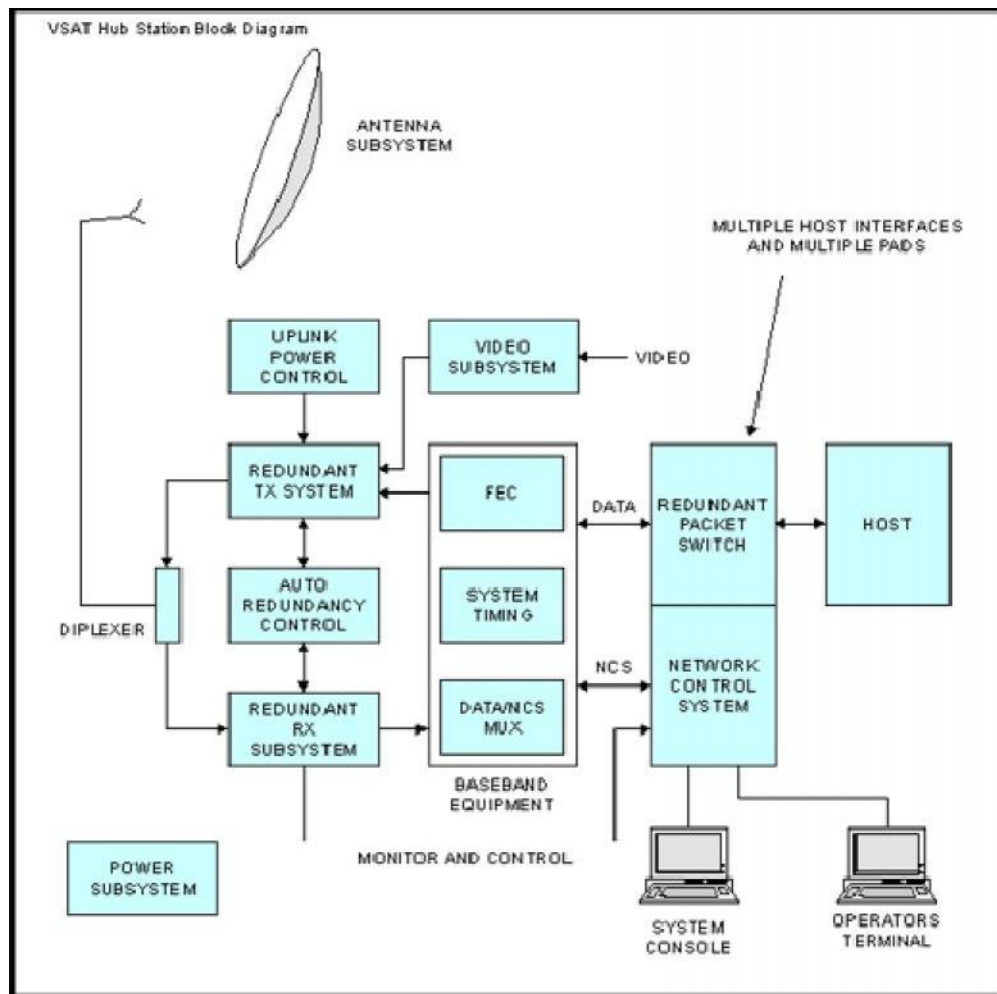 VSAT Hub Station Block Diagram
ANTENNA
SUBSYSTEM
MULTIPLE HOST INTERFACES
AND MULTIPLE PADS
UPLINK
POWER
CONTROL
VIDEO
SUBSYSTEM
VIDEO
REDUNDANT
TX SYSTEM
FEC
DATA
REDUNDANT
PACKET
SWITCH
HOST
DIPLEXER
AUTO
REDUNDANCY
CONTROL
SYSTEM
TIMING
NCS
NETWORK
CONTROL
SYSTEM
REDUNDANT
RX
SUBSYSTEM
DATA/NCS
MUX
BASEBAND
EQUIPMENT
MONITOR AND CONTROL
POWER
SUBSYSTEM
SYSTEM
CONSOLE
OPERATORS
TERMINAL